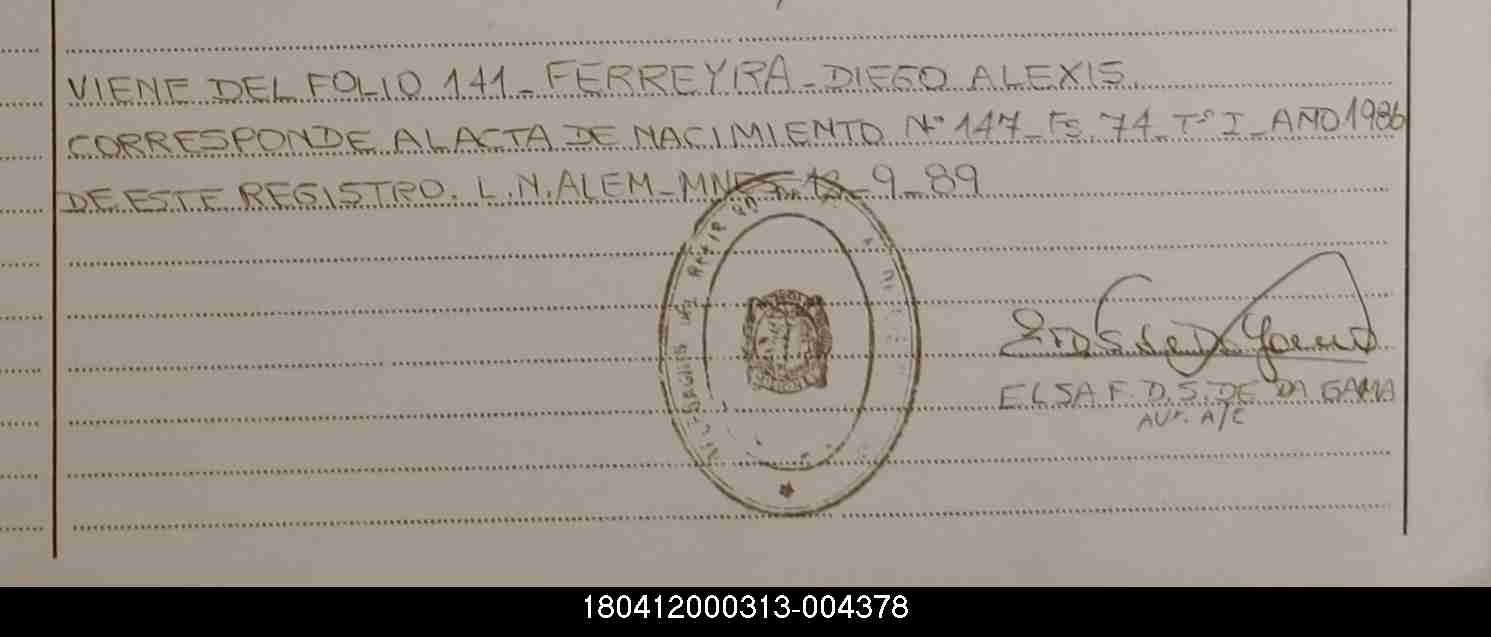 VIENE DEL FOLIO 141_ FERREYRA_ DIEGO ALEXIS.
CORRESPONDE AL ACTA DE NACIMIENTO Nº 147_ Fs. 74_ Tº I_ AÑO 1986
DE ESTE REGISTRO. L.N.ALEM_ MNES 9_89
ELSA F. D. S. DE DA GAMA
A/C
180412000313-004378